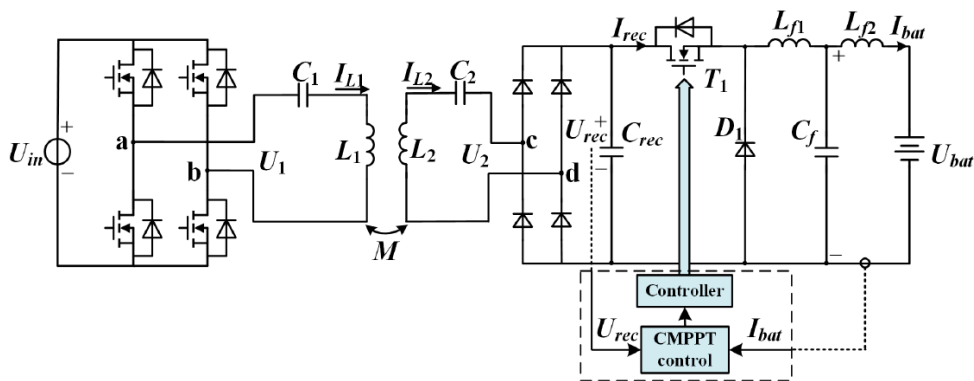 I_rec
L_f1
L_f2
I_bat
C_1
I_L1
I_L2
C_2
T_1
+
a
U_rec
+
−
C_rec
D_1
+
C_f
U_in
+
−
U_1
L_1
L_2
U_2
c
U_bat
b
d
M
−
Controller
U_rec
CMPPT
control
I_bat